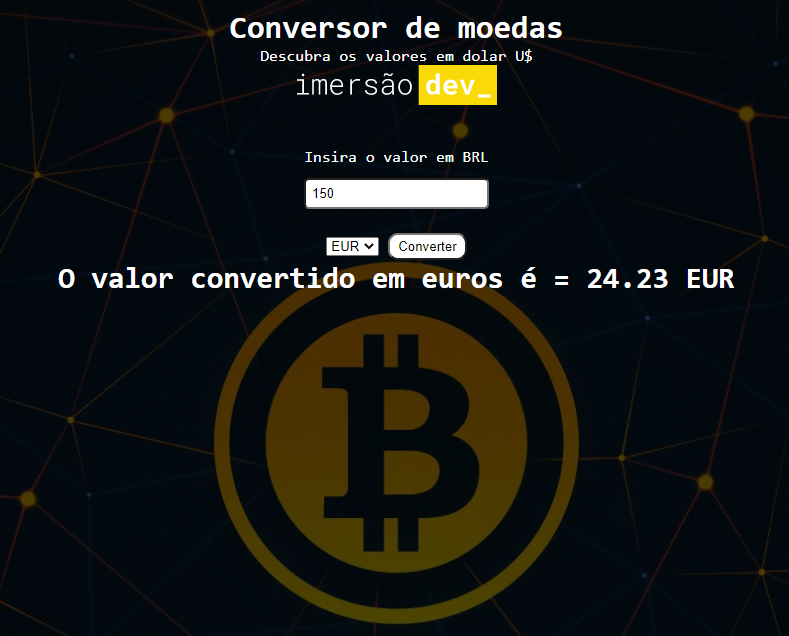 Conversor de moedas
Descubra os valores em dolar U$
imersão dev_
Insira o valor em BRL
150
EUR Converter
O valor convertido em euros é = 24.23 EUR